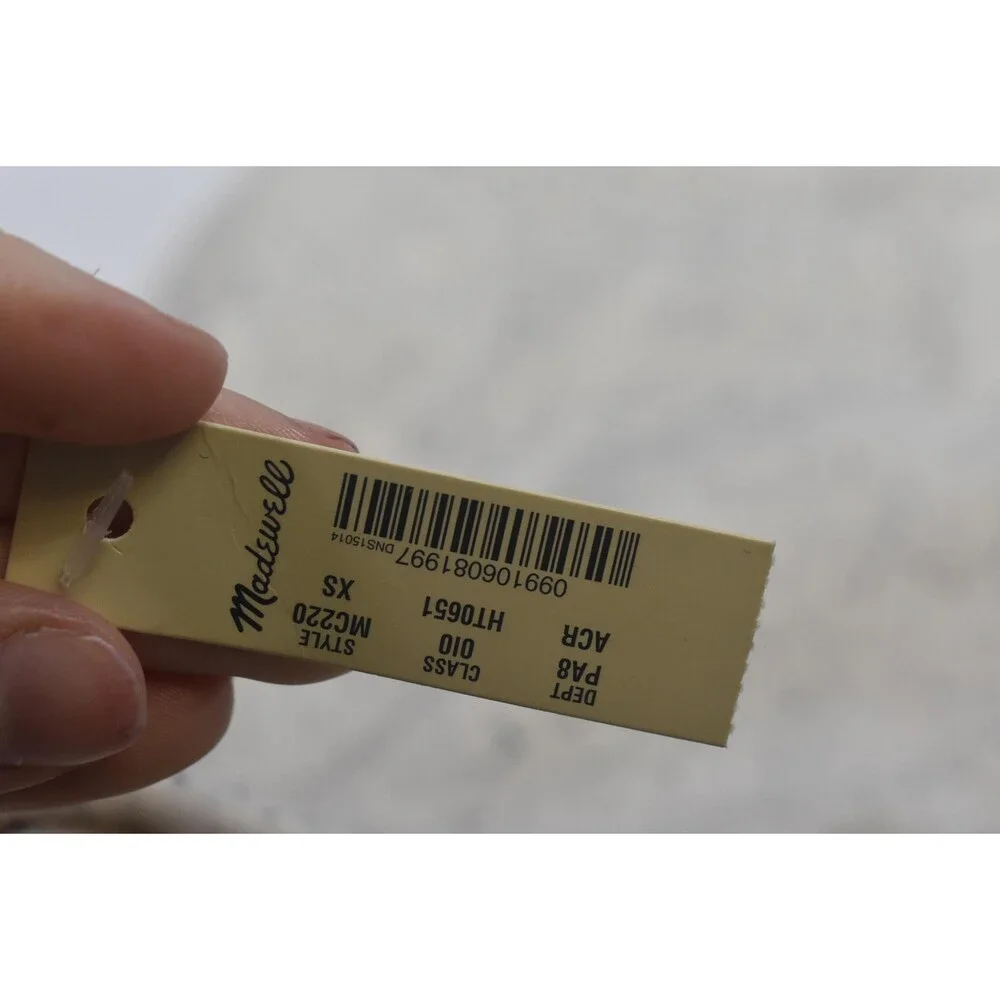 Madewell
DEPT CLASS STYLE
PA8 010 MC220
ACR HT0651 XS
099106081997 DNS15014